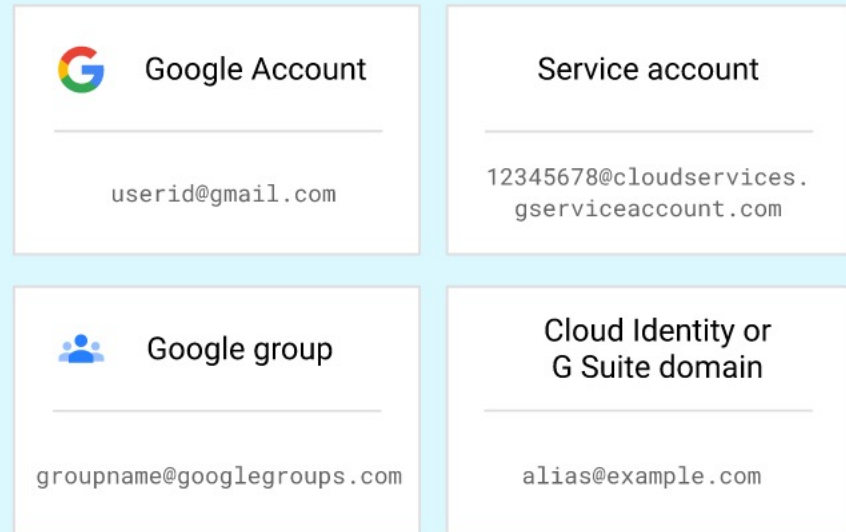 Google Account
userid@gmail.com
Service account
12345678@cloudservices.
gserviceaccount.com
Google group
groupname@googlegroups.com
Cloud Identity or
G Suite domain
alias@example.com